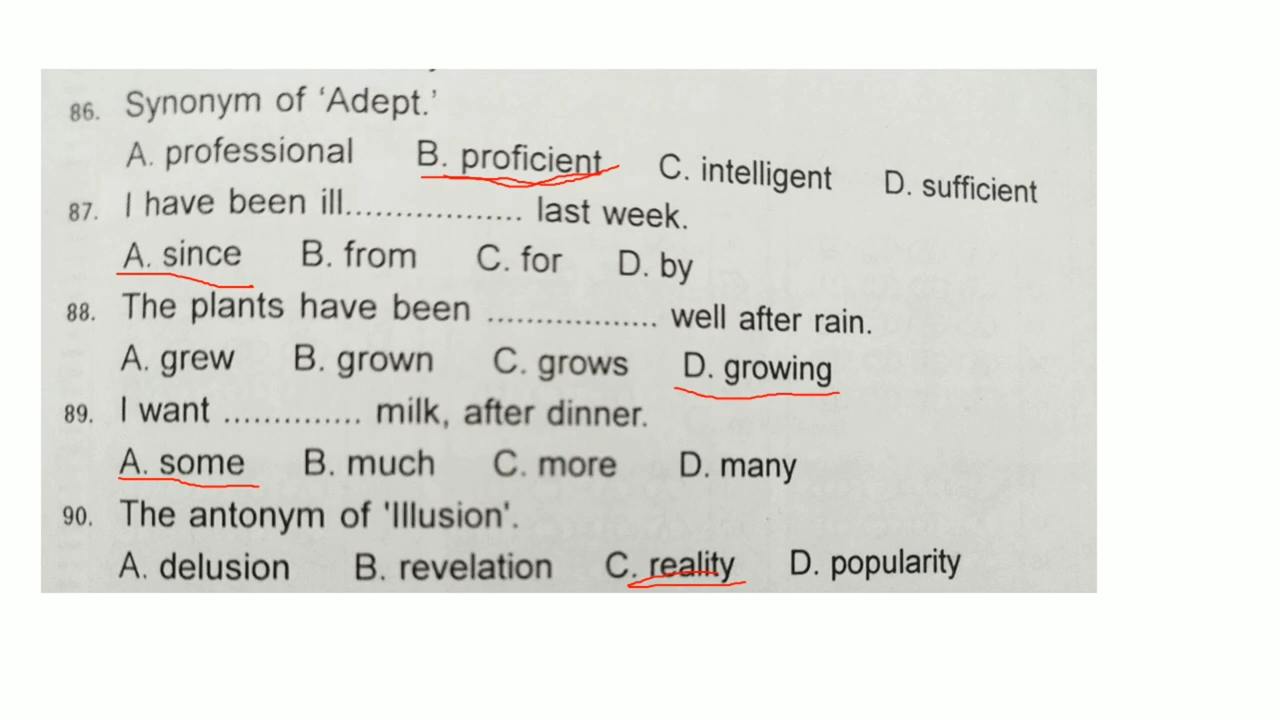 86. Synonym of ‘Adept.’
A. professional B. proficient C. intelligent D. sufficient
87. I have been ill.................. last week.
A. since B. from C. for D. by
88. The plants have been ................. well after rain.
A. grew B. grown C. grows D. growing
89. I want .............. milk, after dinner.
A. some B. much C. more D. many
90. The antonym of 'Illusion'.
A. delusion B. revelation C. reality D. popularity